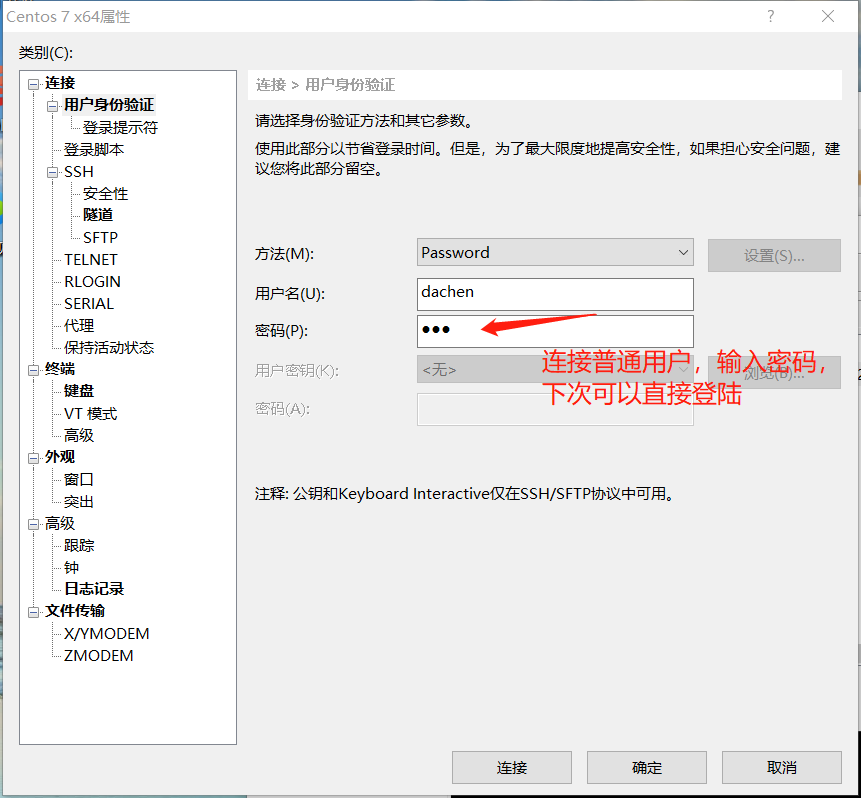 Centos 7 x64属性
类别(C):
连接
用户身份验证
登录提示符
登录脚本
SSH
安全性
隧道
SFTP
TELNET
RLOGIN
SERIAL
代理
保持活动状态
终端
键盘
VT 模式
高级
外观
窗口
突出
高级
跟踪
钟
日志记录
文件传输
X/YMODEM
ZMODEM
连接 > 用户身份验证
请选择身份验证方法和其它参数。
使用此部分以节省登录时间。但是，为了最大限度地提高安全性，如果担心安全问题，建
议您将此部分留空。
方法(M):
Password
设置(S)...
用户名(U):
dachen
密码(P):
●●●
用户密钥(K):
<无>
浏览(B)...
连接普通用户，输入密码，
下次可以直接登陆
密码(A):
注释: 公钥和Keyboard Interactive仅在SSH/SFTP协议中可用。
连接
确定
取消